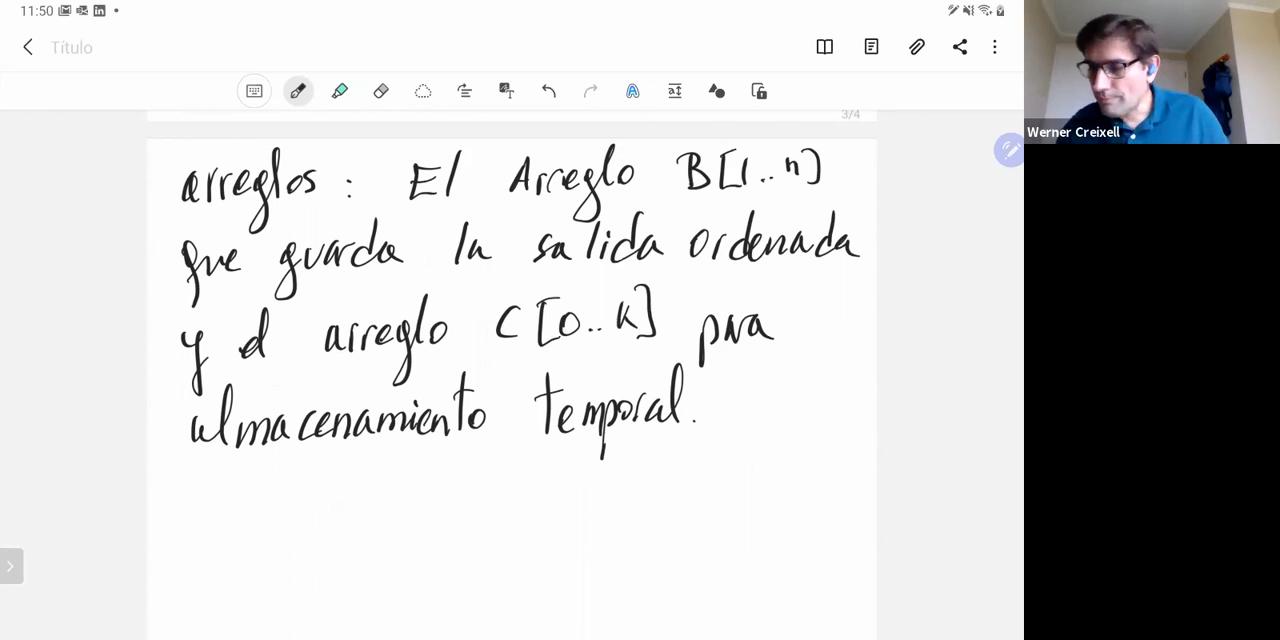 11:50
Título
3/4
Werner Creixell
arreglos : El Arreglo B[1..n]
que guarda la salida ordenada
y el arreglo C[0..k] para
almacenamiento temporal.